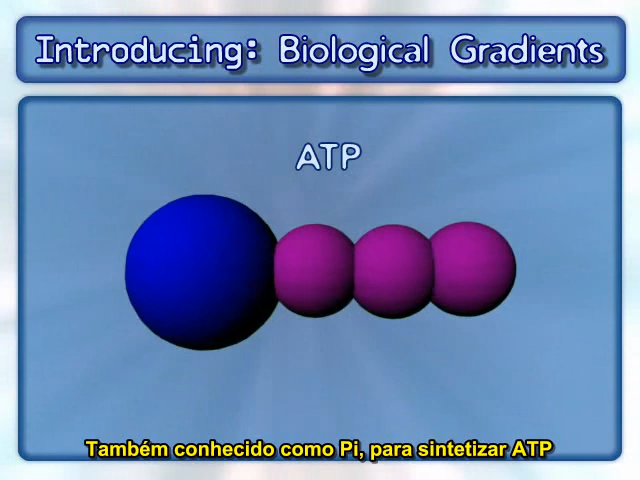 Introducing: Biological Gradients
ATP
Também conhecido como Pi, para sintetizar ATP